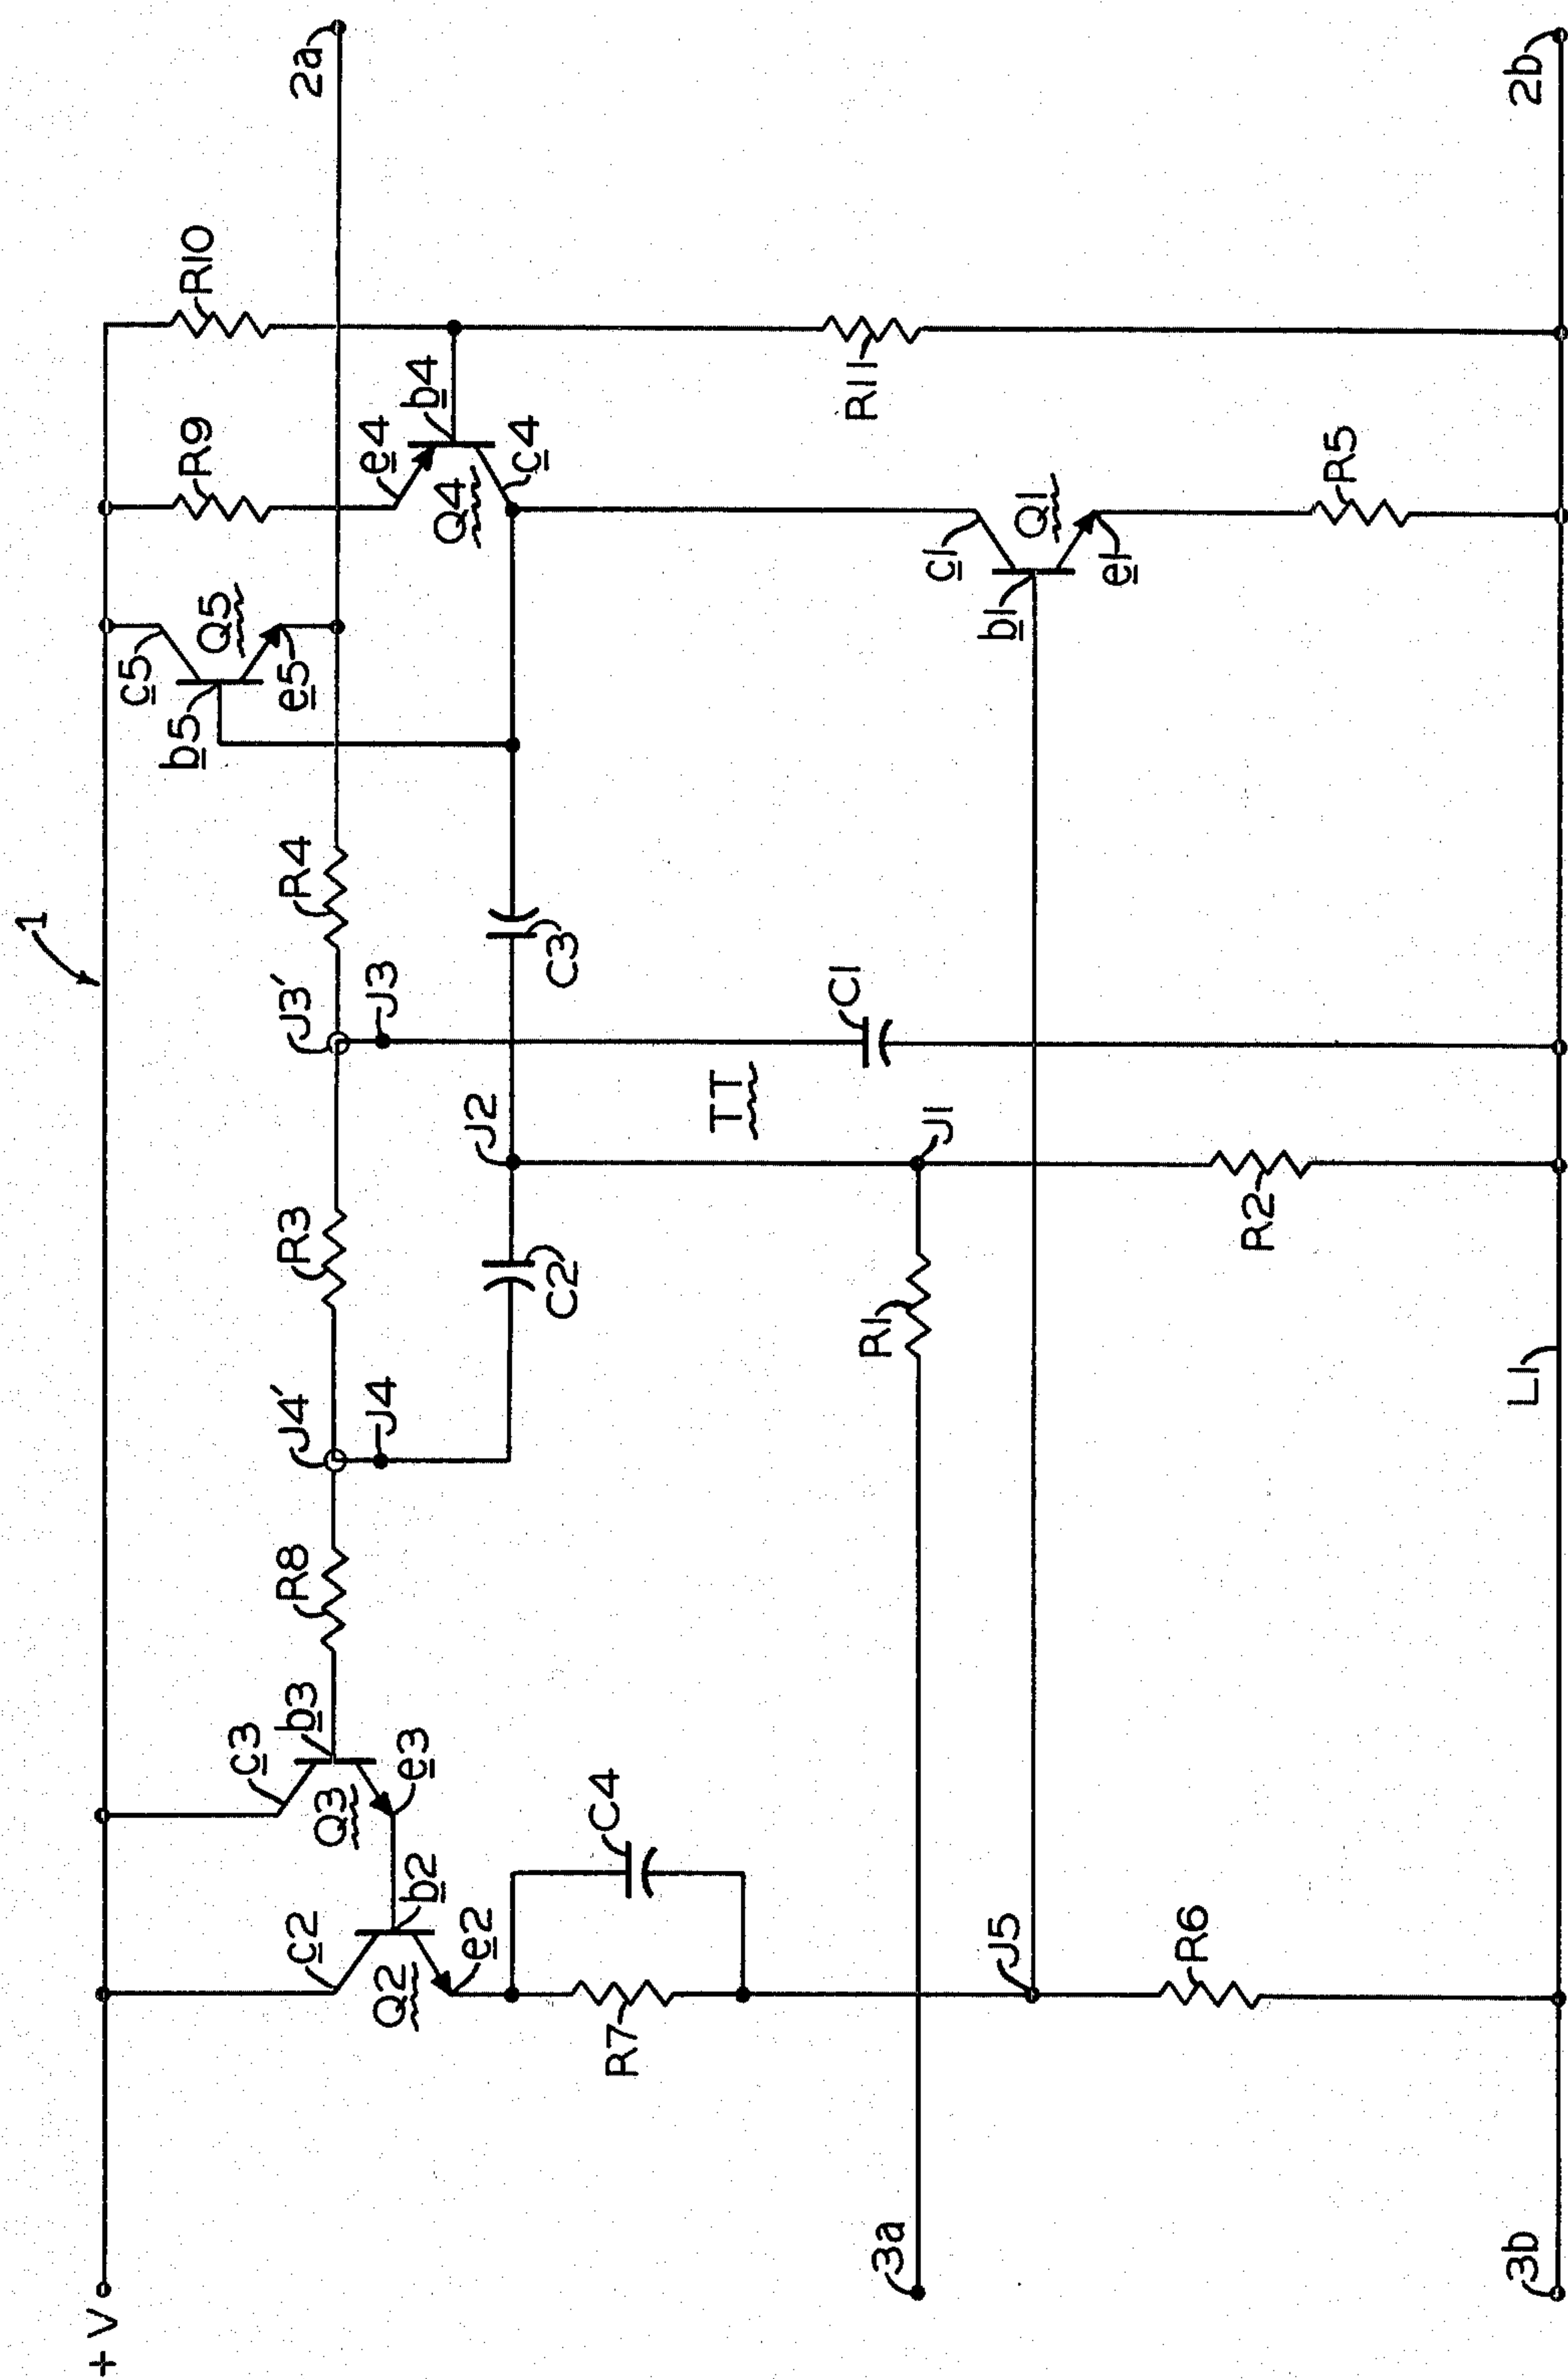 1
+ V
2a
R10
R9
c5
b5
Q5
e5
e4
b4
Q4
c4
R4
J3'
J3
C3
J2
R3
C2
J4'
J4
R8
b3
c3
Q3
e3
b2
c2
Q2
e2
C4
R7
TT
C1
R11
c1
Q1
b1
e1
R5
J1
R1
R2
J5
R6
3a
L1
2b
3b